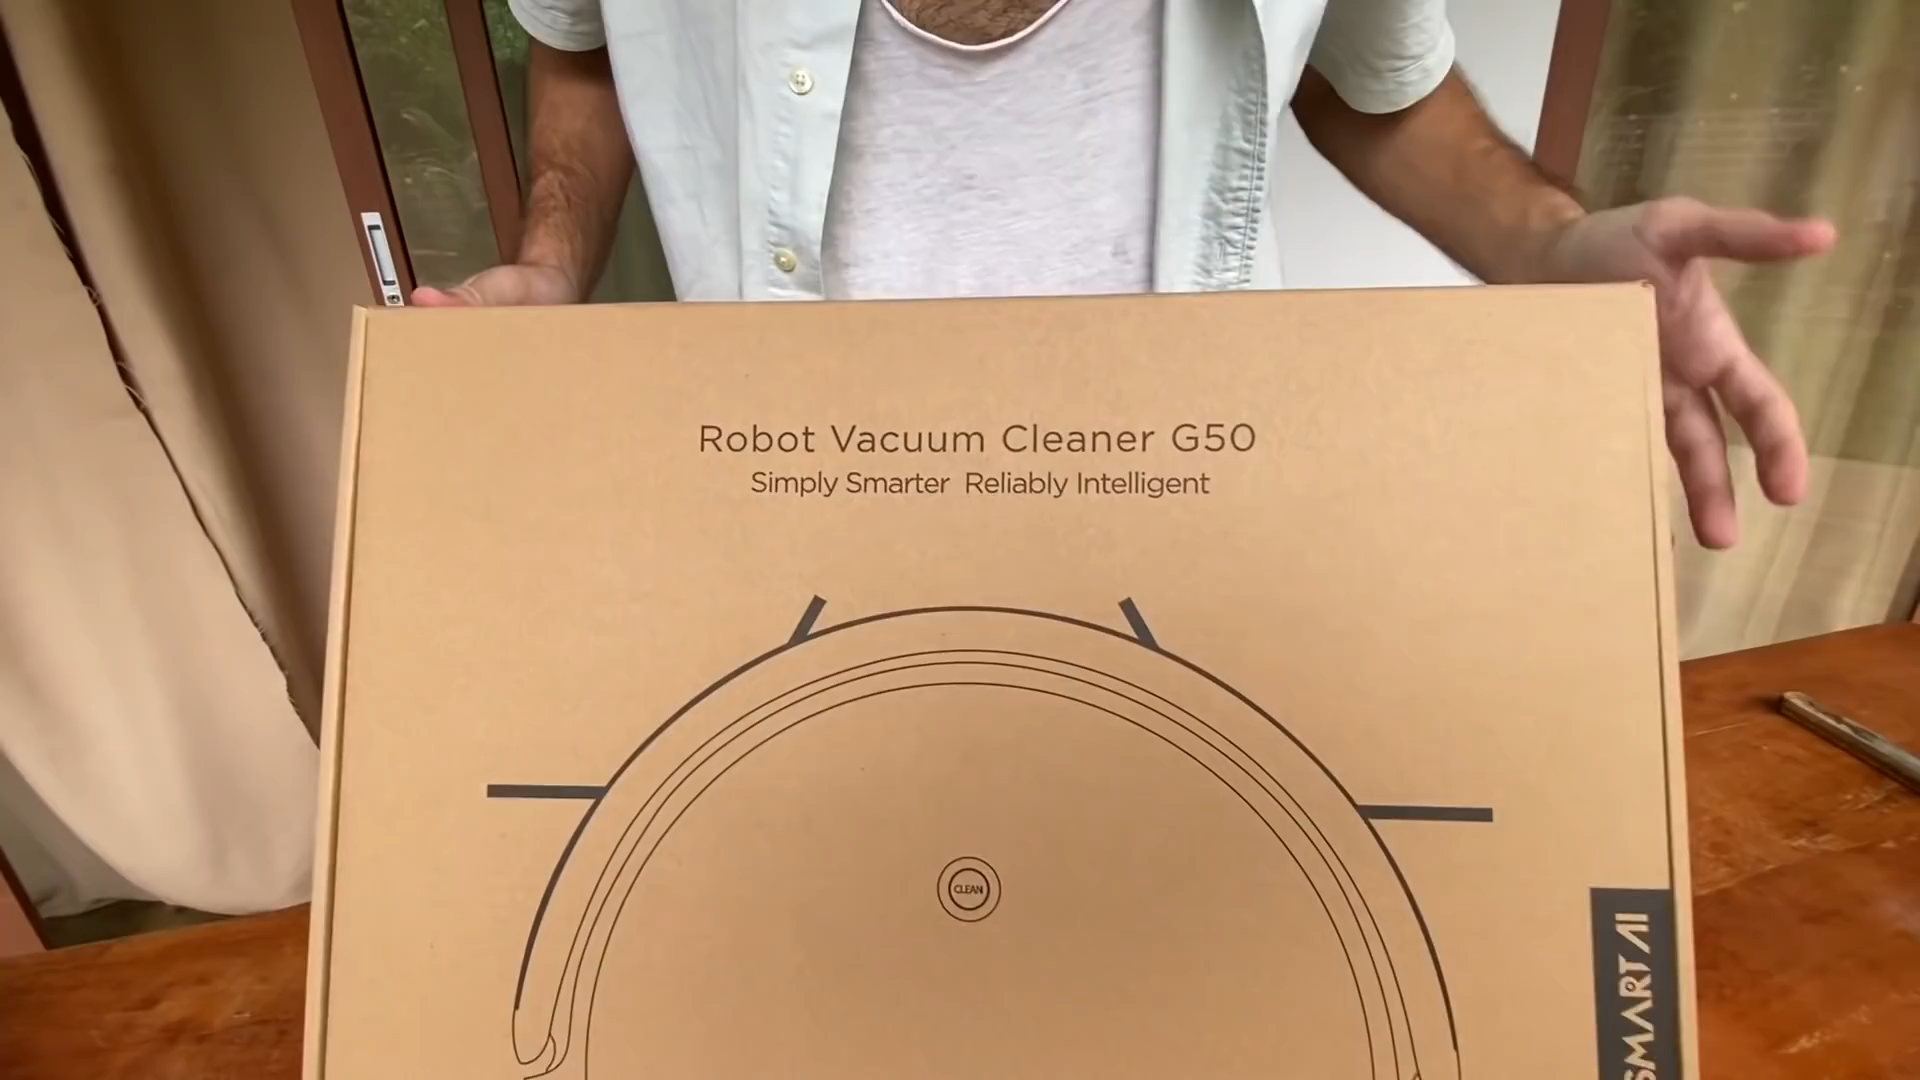 Robot Vacuum Cleaner G50
Simply Smarter Reliably Intelligent
CLEAN
SMART AI